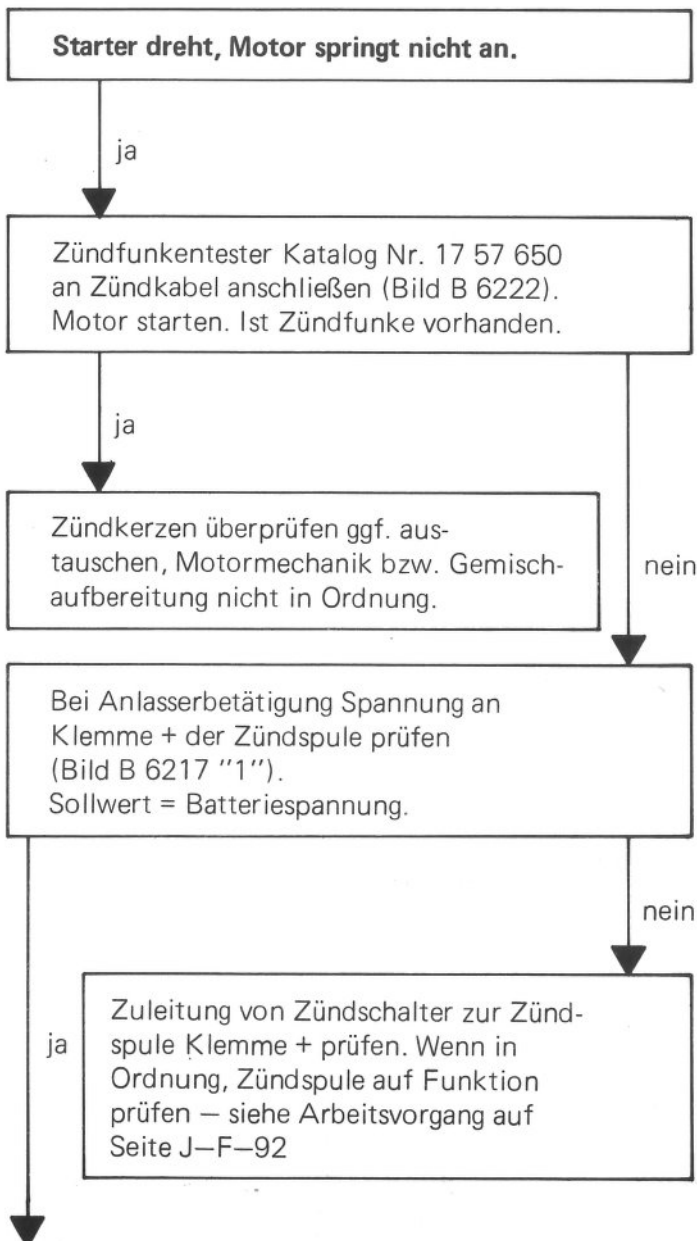 Starter dreht, Motor springt nicht an.
ja
Zündfunkentester Katalog Nr. 17 57 650
an Zündkabel anschließen (Bild B 6222).
Motor starten. Ist Zündfunke vorhanden.
ja
Zündkerzen überprüfen ggf. aus-
tauschen, Motormechanik bzw. Gemisch-
aufbereitung nicht in Ordnung.
nein
Bei Anlasserbetätigung Spannung an
Klemme + der Zündspule prüfen
(Bild B 6217 "1").
Sollwert = Batteriespannung.
nein
ja
Zuleitung von Zündschalter zur Zünd-
spule Klemme + prüfen. Wenn in
Ordnung, Zündspule auf Funktion
prüfen — siehe Arbeitsvorgang auf
Seite J—F—92